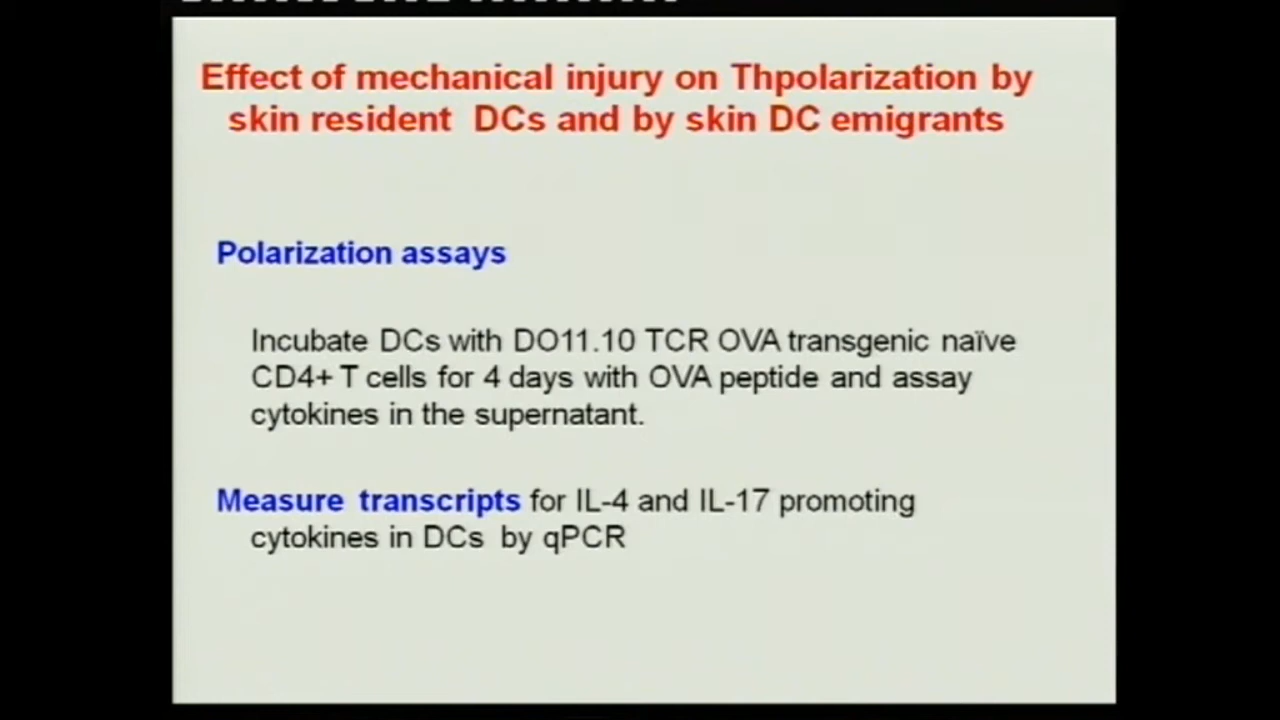 Effect of mechanical injury on Thpolarization by
skin resident DCs and by skin DC emigrants
Polarization assays
Incubate DCs with DO11.10 TCR OVA transgenic naïve
CD4+ T cells for 4 days with OVA peptide and assay
cytokines in the supernatant.
Measure transcripts for IL-4 and IL-17 promoting
cytokines in DCs by qPCR